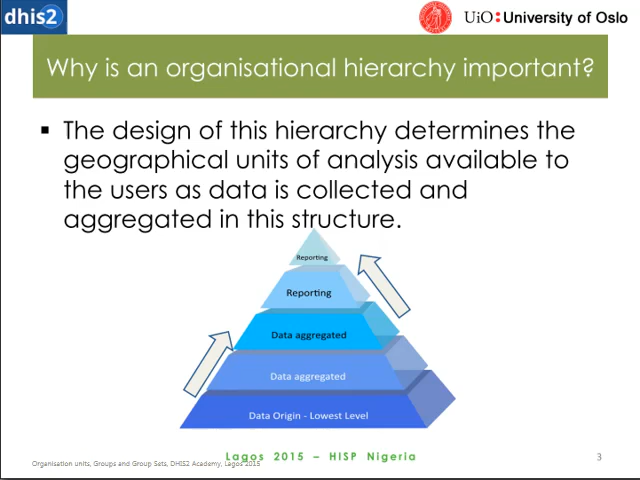 dhis2
UiO:University of Oslo
Why is an organisational hierarchy important?
▪ The design of this hierarchy determines the
geographical units of analysis available to
the users as data is collected and
aggregated in this structure.
Reporting
Reporting
Data aggregated
Data aggregated
Data Origin - Lowest Level
Lagos 2015 – HISP Nigeria
3
Organisation units, Groups and Group Sets, DHIS2 Academy, Lagos 2015